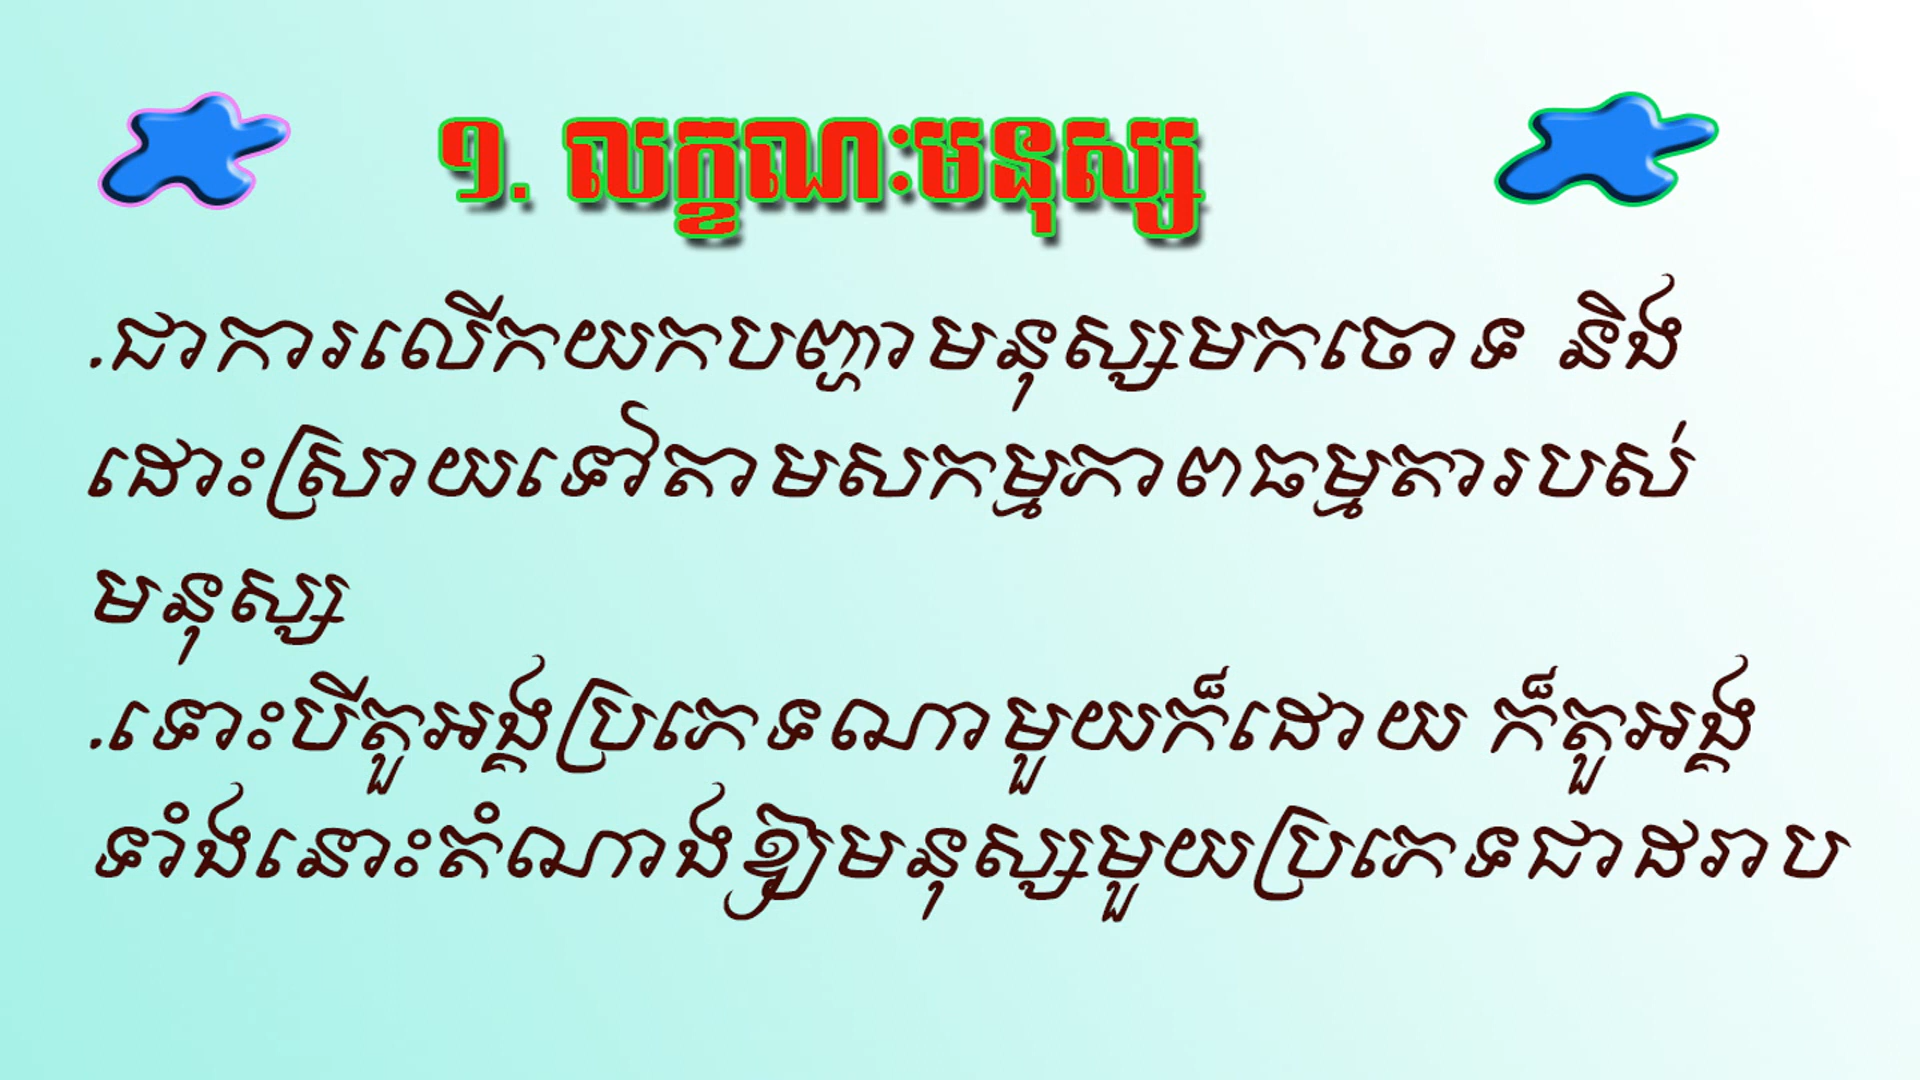 ១. លក្ខណៈមនុស្ស
.ជាការលើកយកបញ្ហាមនុស្សមកចោទ និង
ដោះស្រាយទៅតាមសកម្មភាពធម្មតារបស់
មនុស្ស
.ទោះបីតួអង្គប្រភេទណាមួយក៏ដោយ ក៏តួអង្គ
ទាំងនោះតំណាងឱ្យមនុស្សមួយប្រភេទជាដរាប